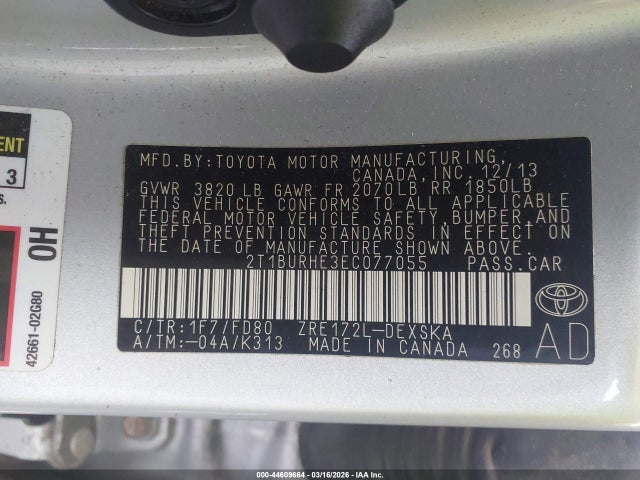 MFD.BY:TOYOTA MOTOR MANUFACTURING,
CANADA, INC. 12/13
GVWR 3820 LB GAWR FR 2070LB RR 1850LB
THIS VEHICLE CONFORMS TO ALL APPLICABLE
FEDERAL MOTOR VEHICLE SAFETY,BUMPER,AND
THEFT PREVENTION STANDARDS IN EFFECT ON
THE DATE OF MANUFACTURE SHOWN ABOVE.
2T1BURHE3EC077055 PASS.CAR
C/TR:1F7/FD80 ZRE172L-DEXSKA
A/TM:-04A/K313 MADE IN CANADA 268
AD
TOYOTA
3
OH
42661-02G80
000-44609664 - 03/16/2026 - IAA Inc.